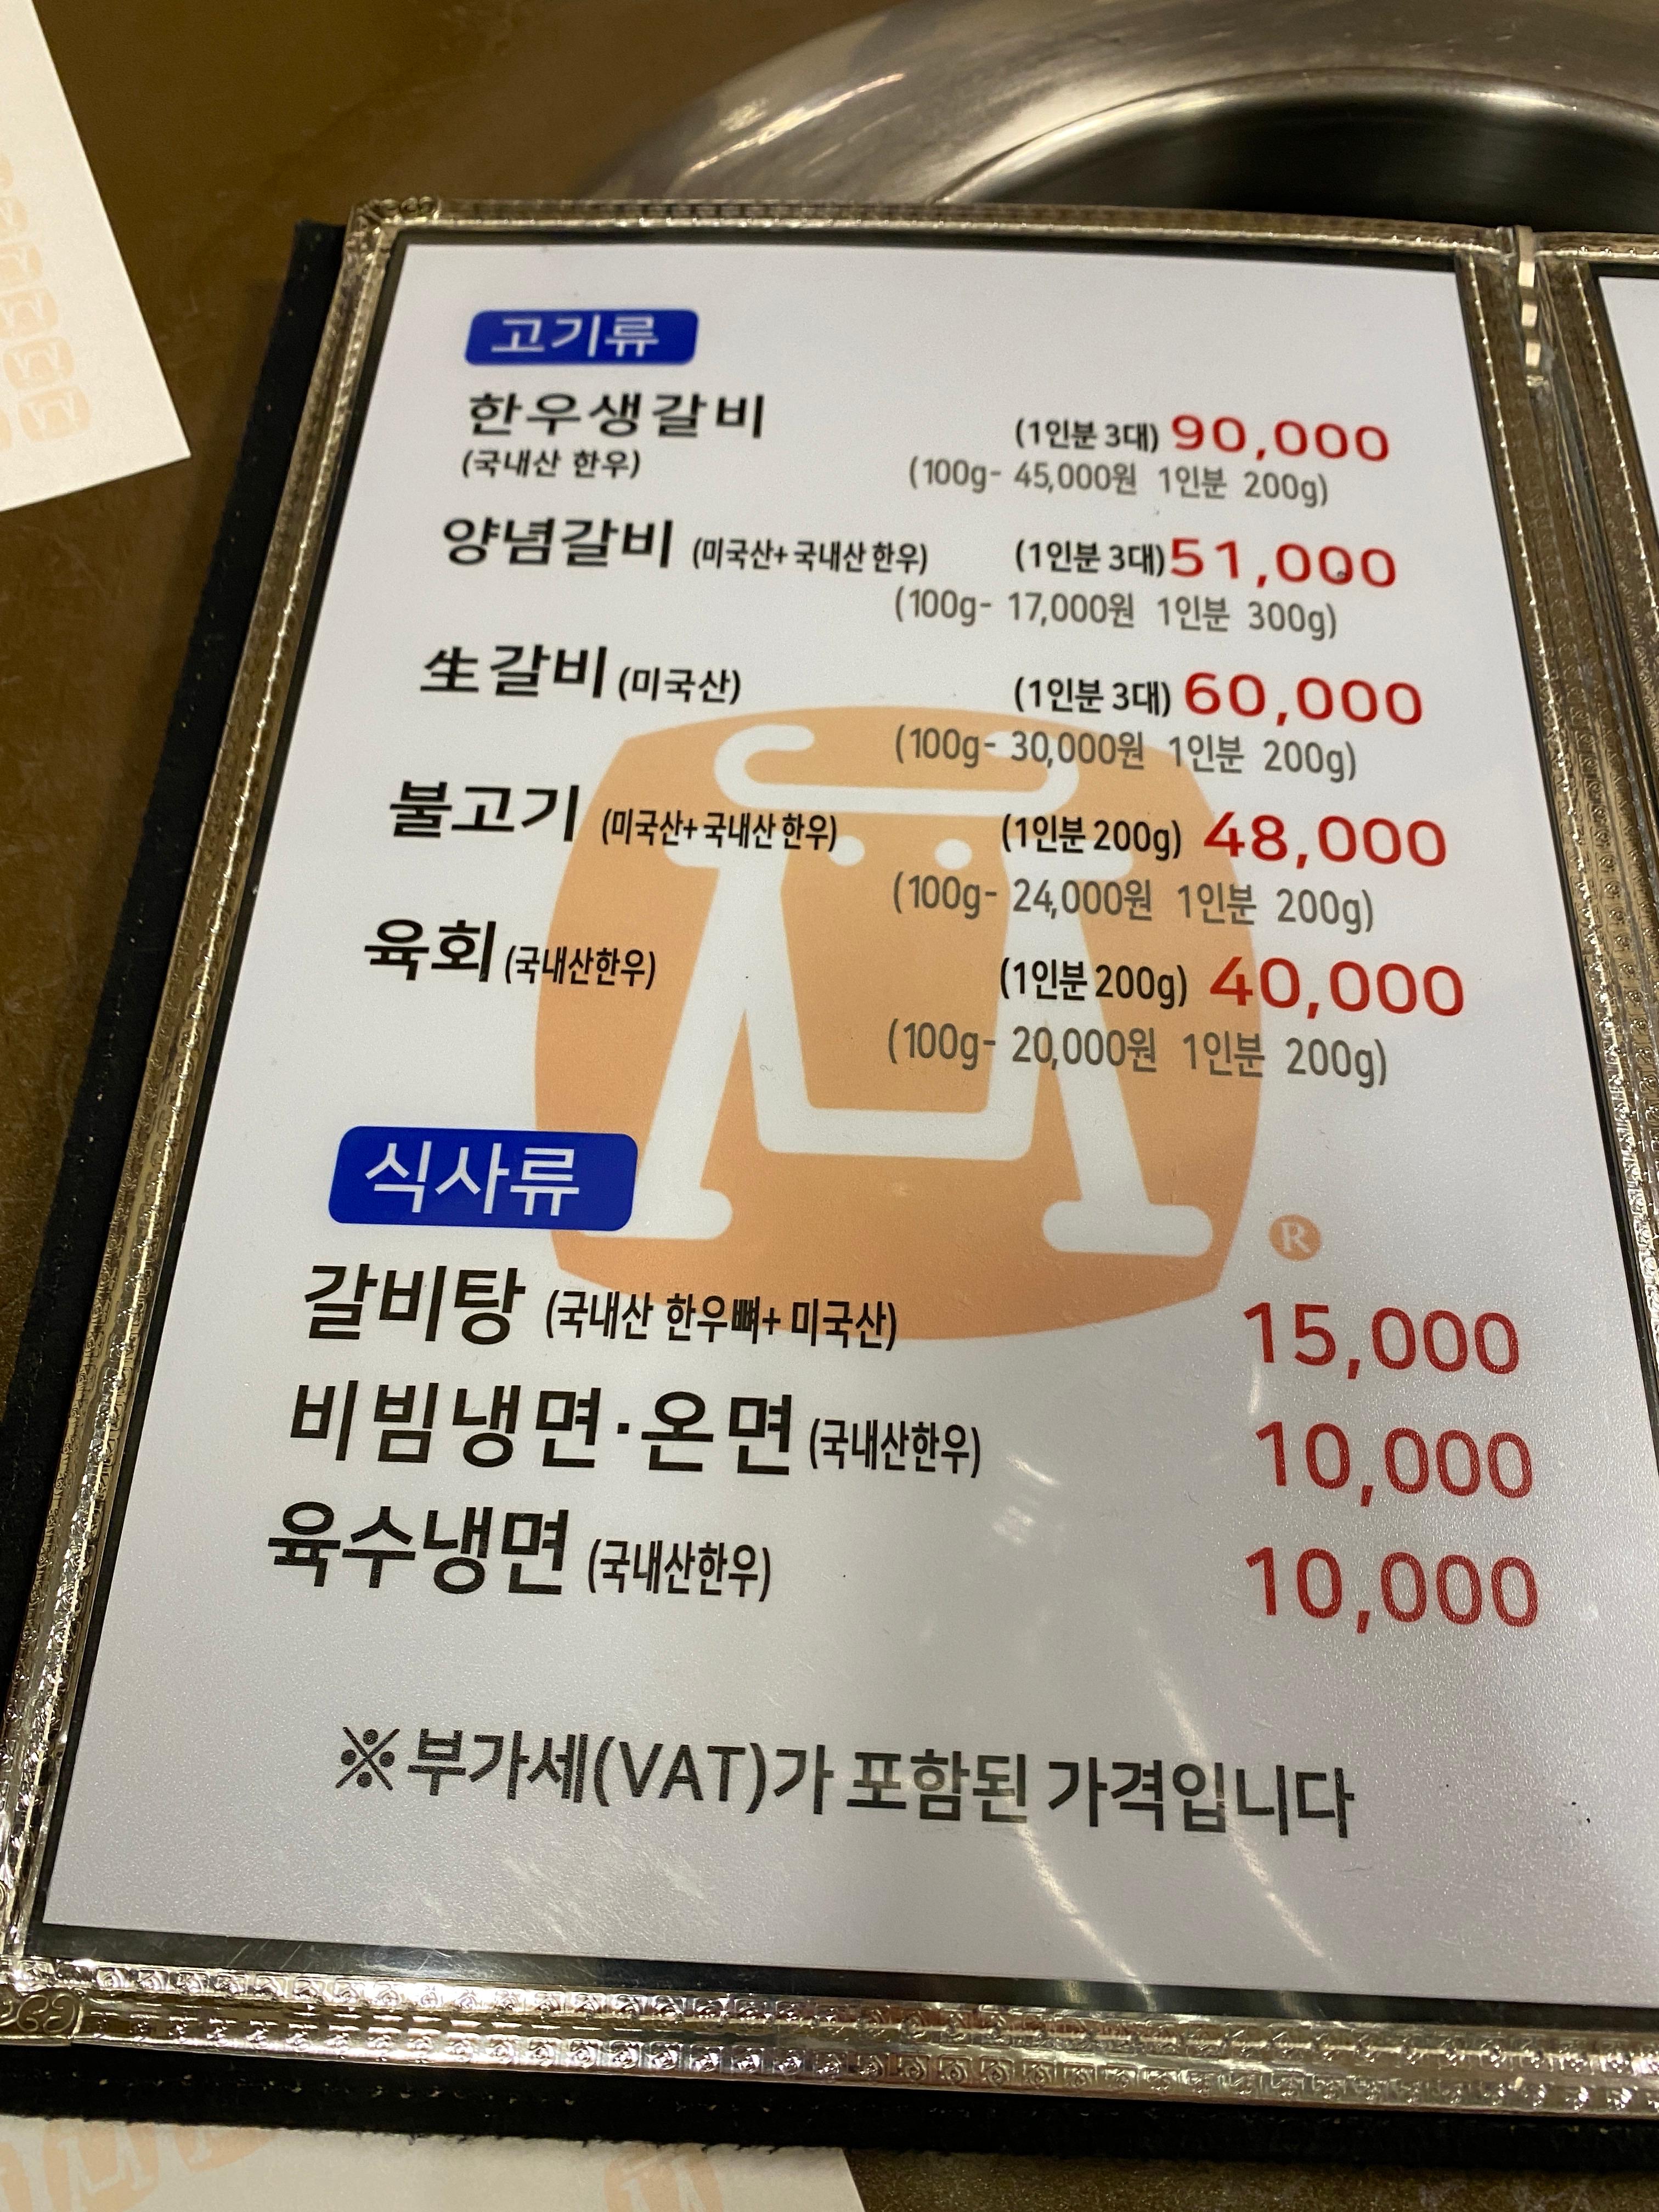 고기류
한우생갈비 (1인분 3대) 90,000
(국내산 한우) (100g- 45,000원 1인분 200g)
양념갈비 (미국산+ 국내산 한우) (1인분 3대) 51,000
(100g- 17,000원 1인분 300g)
生갈비 (미국산) (1인분 3대) 60,000
(100g- 30,000원 1인분 200g)
불고기 (미국산+ 국내산 한우) (1인분 200g) 48,000
(100g- 24,000원 1인분 200g)
육회 (국내산한우) (1인분 200g) 40,000
(100g- 20,000원 1인분 200g)
식사류
®
갈비탕 (국내산 한우뼈+ 미국산) 15,000
비빔냉면·온면 (국내산한우) 10,000
육수냉면 (국내산한우) 10,000
※부가세(VAT)가 포함된 가격입니다